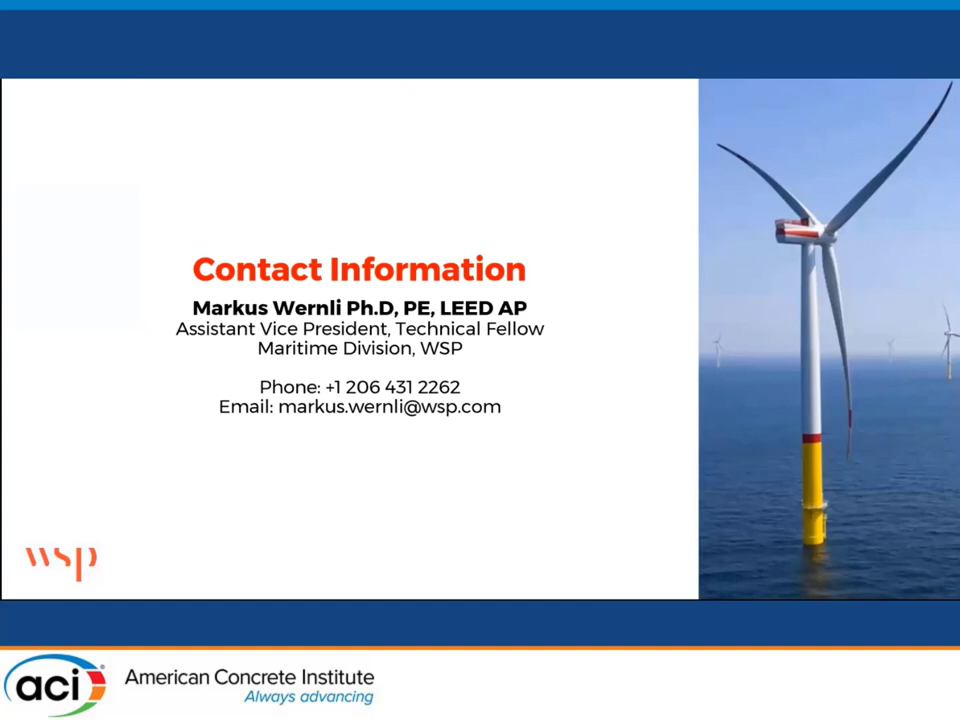 Contact Information
Markus Wernli Ph.D, PE, LEED AP
Assistant Vice President, Technical Fellow
Maritime Division, WSP
Phone: +1 206 431 2262
Email: markus.wernli@wsp.com
wsp
aci
American Concrete Institute
Always advancing